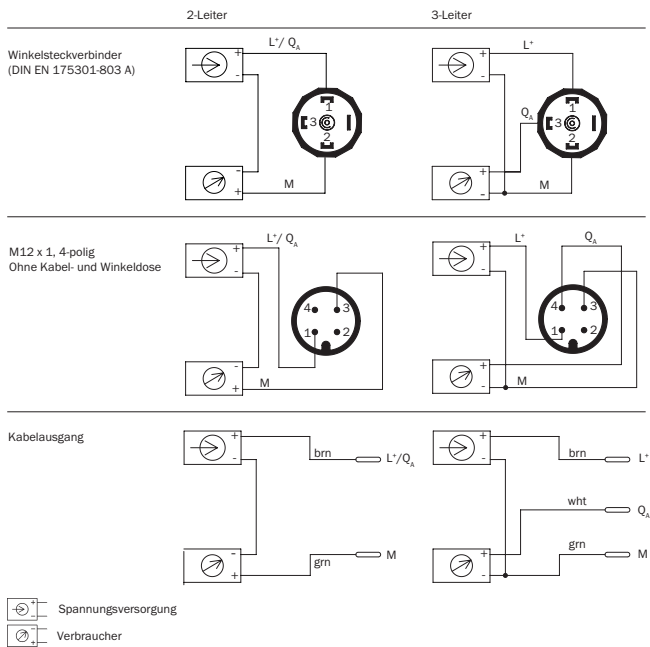 2-Leiter 3-Leiter
Winkelsteckverbinder
(DIN EN 175301-803 A)
+ L⁺/ Q_A
-
1
3
2
-
+ M
+ L⁺
-
Q_A
1
3
2
+
- M
M12 x 1, 4-polig
Ohne Kabel- und Winkeldose
+ L⁺/ Q_A
-
4 3
1 2
-
+ M
+ L⁺ Q_A
-
4 3
1 2
+
- M
Kabelausgang
+
- brn L⁺/Q_A
-
+ grn M
+
- brn L⁺
wht Q_A
+ grn M
-
+
- Spannungsversorgung
-
+ Verbraucher